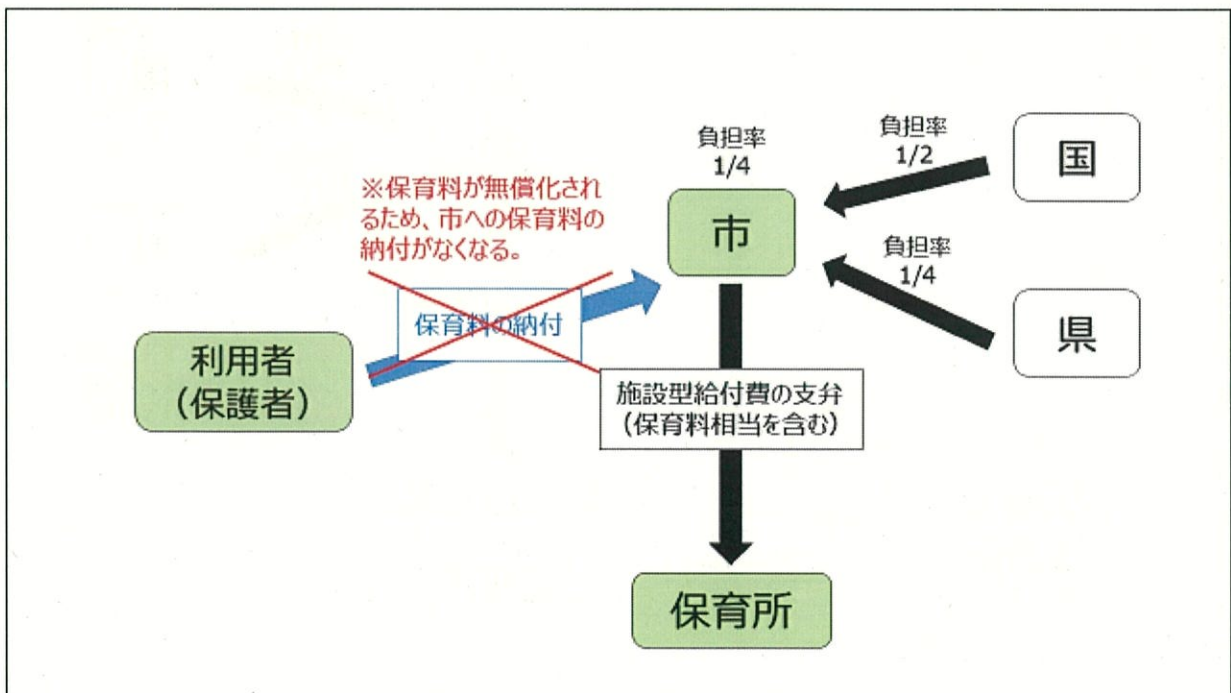 ※保育料が無償化され
るため、市への保育料の
納付がなくなる。
保育料の納付
利用者
(保護者)
負担率
1/4
市
負担率
1/2
国
負担率
1/4
県
施設型給付費の支弁
(保育料相当を含む)
保育所